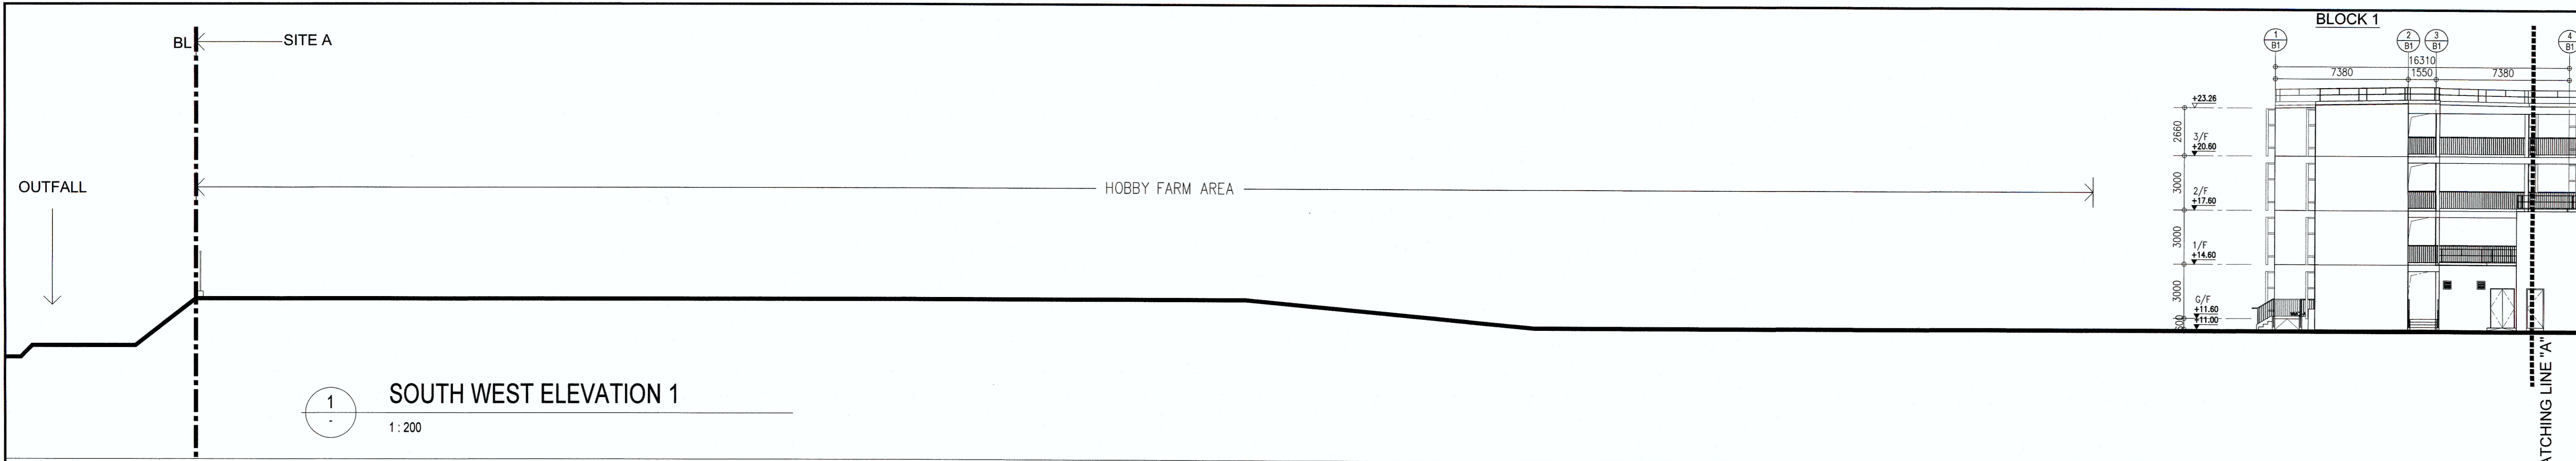 BLOCK 1
BL
SITE A
1
B1
2
B1
3
B1
4
B1
16310
7380
1550
7380
+23.26
2660
3/F
+20.60
OUTFALL
HOBBY FARM AREA
3000
2/F
+17.60
3000
1/F
+14.60
3000
G/F
+11.60
+11.00
1
-
SOUTH WEST ELEVATION 1
1 : 200
ATCHING LINE "A"